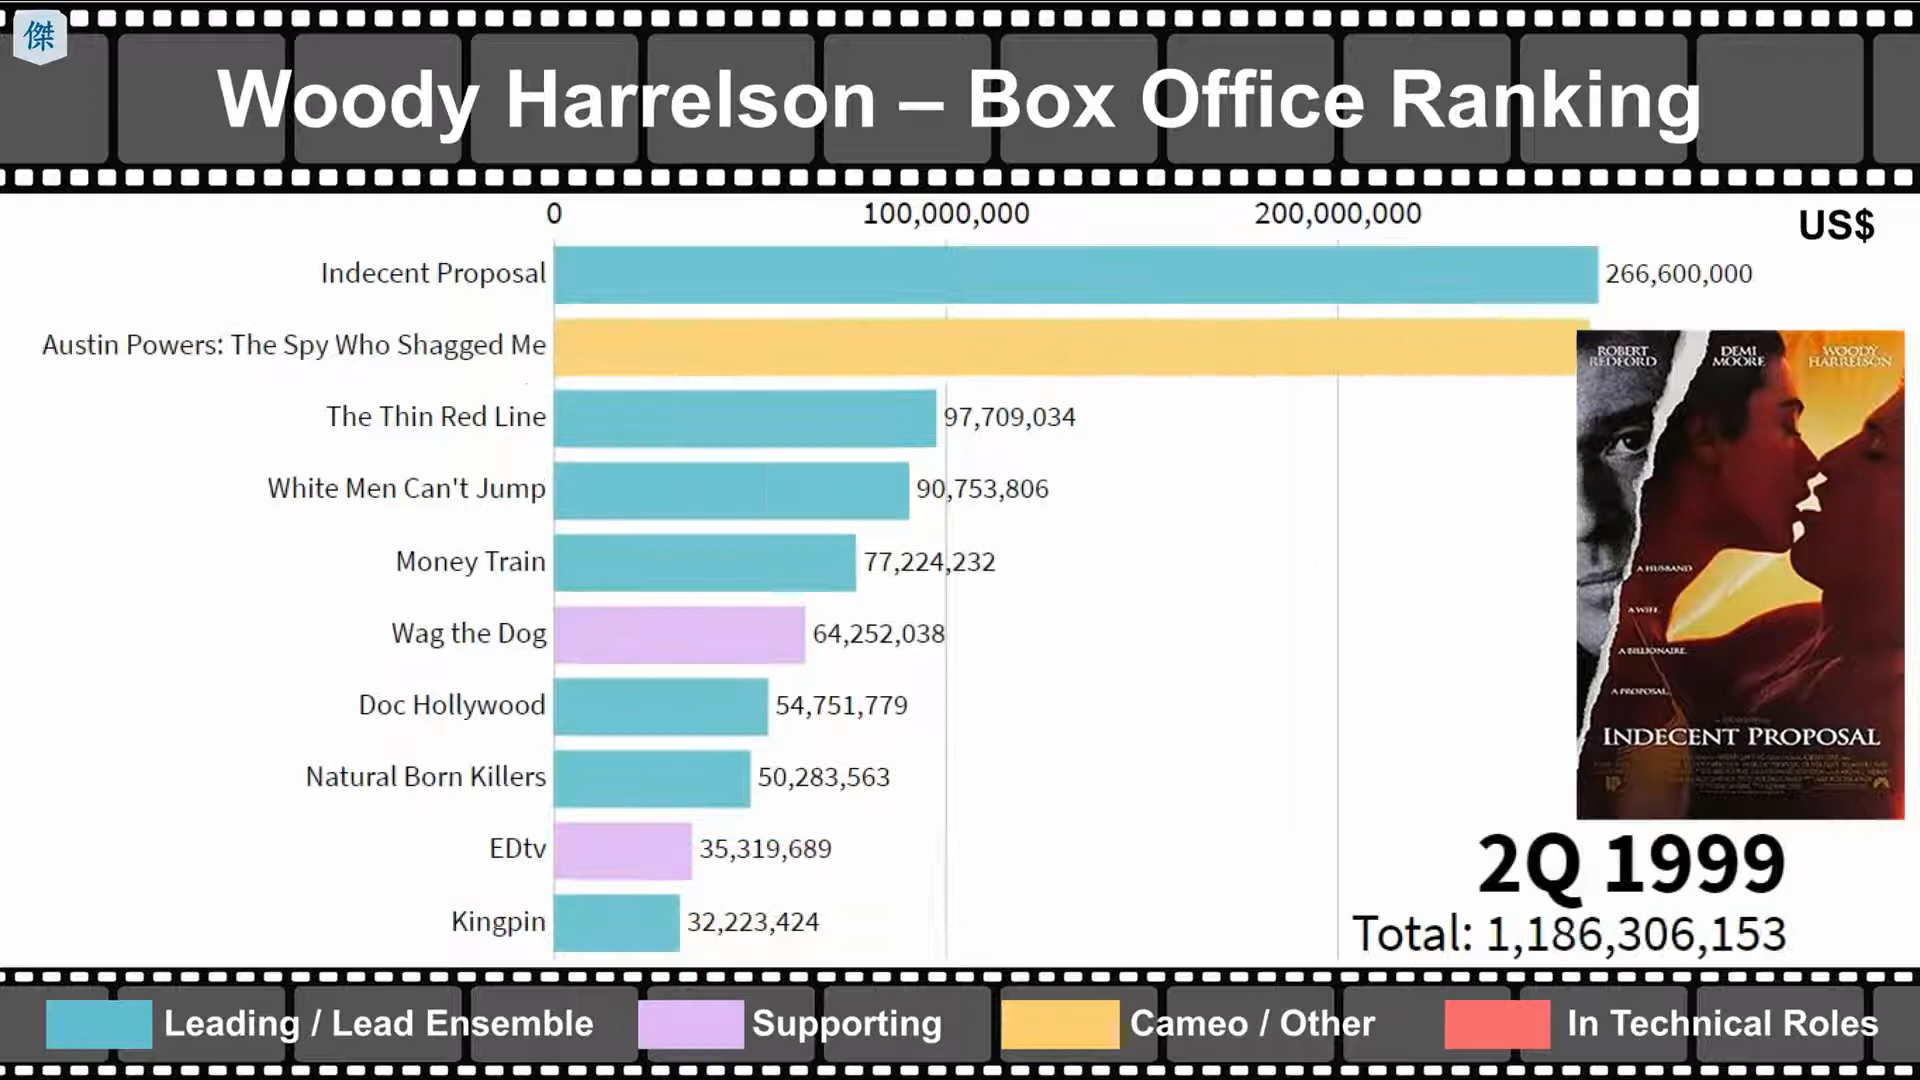 傑
Woody Harrelson – Box Office Ranking
0 100,000,000 200,000,000 US$
Indecent Proposal 266,600,000
Austin Powers: The Spy Who Shagged Me
The Thin Red Line 97,709,034
White Men Can't Jump 90,753,806
Money Train 77,224,232
Wag the Dog 64,252,038
Doc Hollywood 54,751,779
Natural Born Killers 50,283,563
EDtv 35,319,689
Kingpin 32,223,424
ROBERT REDFORD DEMI MOORE WOODY HARRELSON
A HUSBAND.
A WIFE.
A BILLIONAIRE.
A PROPOSAL.
INDECENT PROPOSAL
2Q 1999
Total: 1,186,306,153
Leading / Lead Ensemble Supporting Cameo / Other In Technical Roles